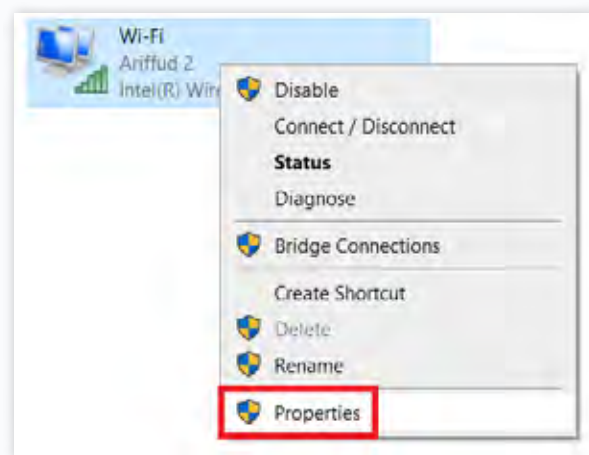 Wi-Fi
Ariffud 2
Intel(R) Wire
Disable
Connect / Disconnect
Status
Diagnose
Bridge Connections
Create Shortcut
Delete
Rename
Properties